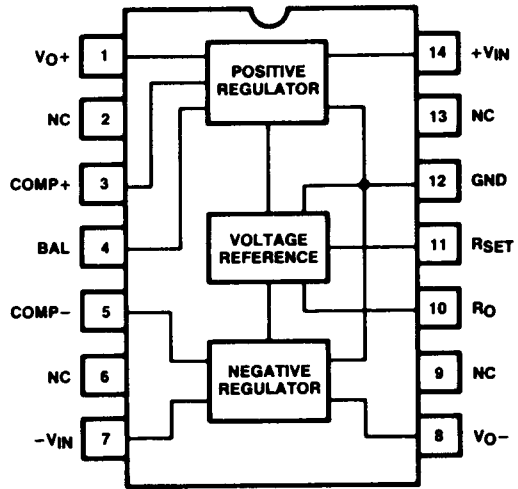 VO+ 1
NC 2
COMP+ 3
BAL 4
COMP- 5
NC 6
-VIN 7
POSITIVE
REGULATOR
VOLTAGE
REFERENCE
NEGATIVE
REGULATOR
14 +VIN
13 NC
12 GND
11 RSET
10 RO
9 NC
8 VO-